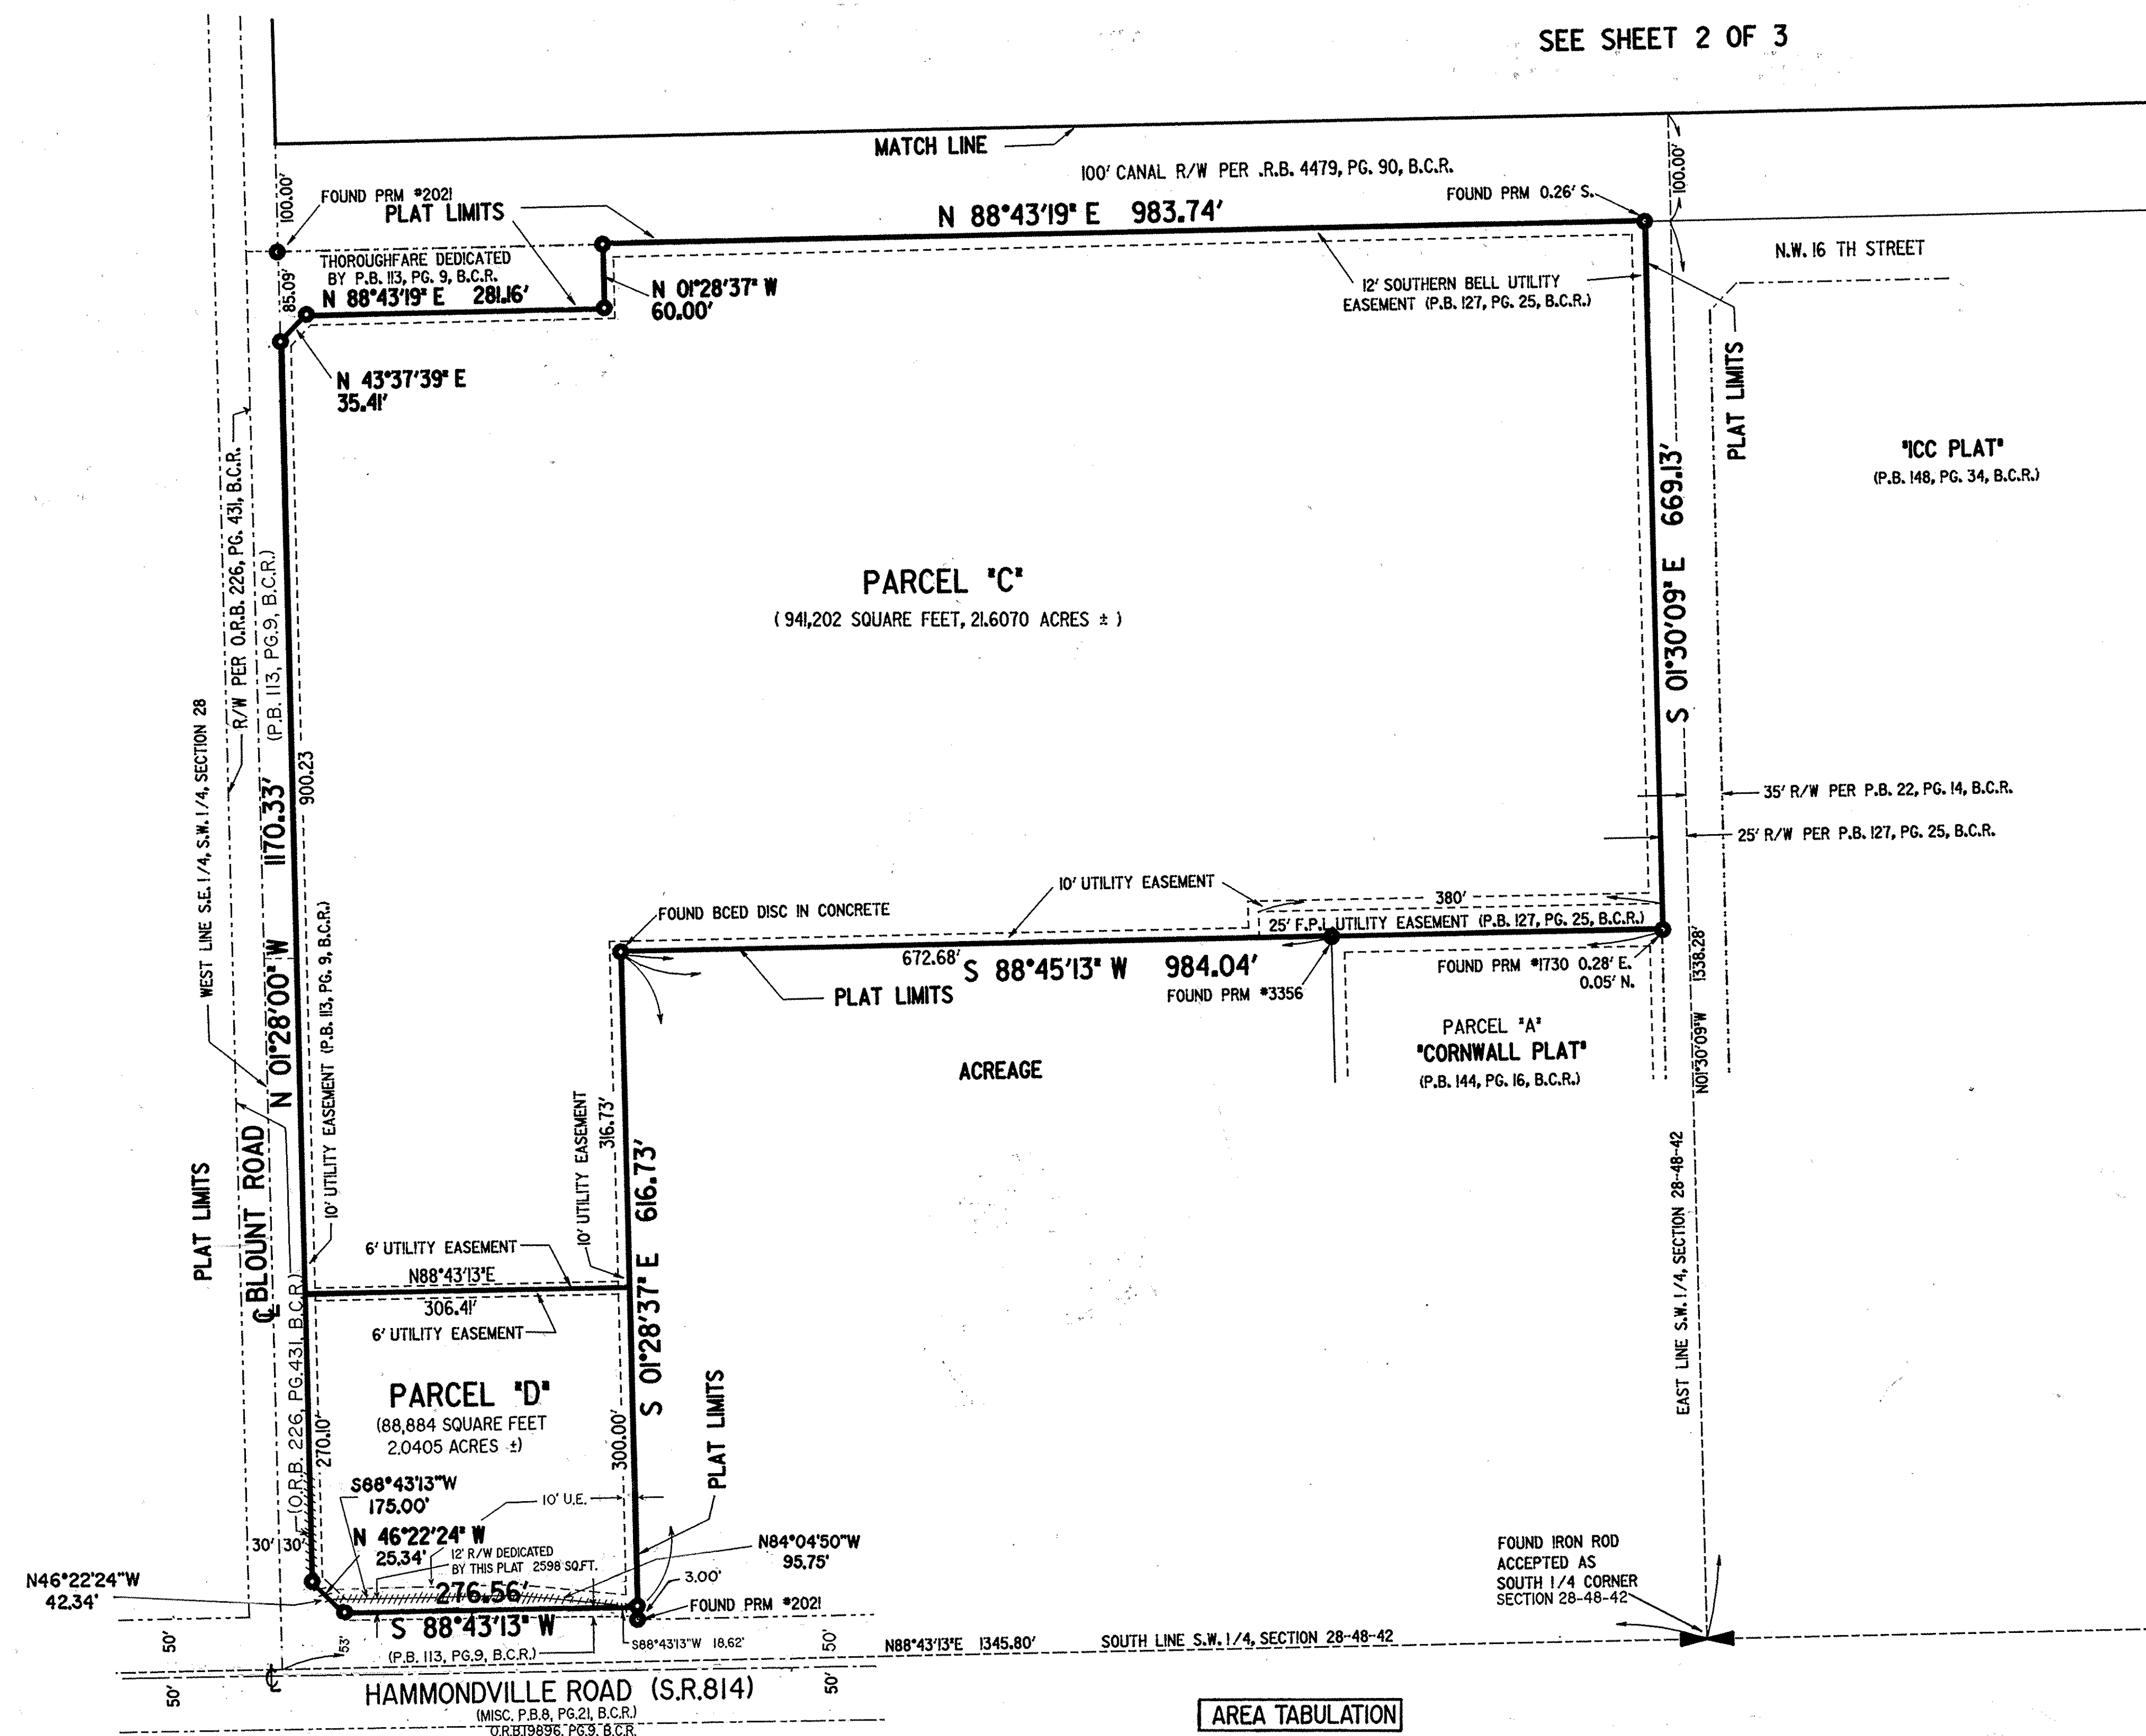 SEE SHEET 2 OF 3
MATCH LINE
100' CANAL R/W PER .R.B. 4479, PG. 90, B.C.R.
100.00'
100.00'
FOUND PRM #2021
PLAT LIMITS
N 88°43'19" E 983.74'
FOUND PRM 0.26' S.
N.W. 16 TH STREET
THOROUGHFARE DEDICATED
BY P.B. 113, PG. 9, B.C.R.
N 88°43'19" E 281.16'
85.09'
N 01°28'37" W
60.00'
12' SOUTHERN BELL UTILITY
EASEMENT (P.B. 127, PG. 25, B.C.R.)
N 43°37'39" E
35.41'
PLAT LIMITS
"ICC PLAT"
(P.B. 148, PG. 34, B.C.R.)
R/W PER O.R.B. 226, PG. 431, B.C.R.
(P.B. 113, PG.9, B.C.R.)
S 01°30'09" E 669.13'
PARCEL "C"
( 941,202 SQUARE FEET, 21.6070 ACRES ± )
WEST LINE S.E. 1/4, S.W. 1/4, SECTION 28
N 01°28'00" W 1170.33'
900.23
35' R/W PER P.B. 22, PG. 14, B.C.R.
25' R/W PER P.B. 127, PG. 25, B.C.R.
10' UTILITY EASEMENT
380'
FOUND BCED DISC IN CONCRETE
25' F.P.L UTILITY EASEMENT (P.B. 127, PG. 25, B.C.R.)
10' UTILITY EASEMENT (P.B. 113, PG. 9, B.C.R.)
672.68'
S 88°45'13" W 984.04'
PLAT LIMITS
FOUND PRM #3356
FOUND PRM #1730 0.28' E.
0.05' N.
N01°30'09"W 1338.28'
PARCEL "A"
"CORNWALL PLAT"
(P.B. 144, PG. 16, B.C.R.)
ACREAGE
10' UTILITY EASEMENT
316.73'
S 01°28'37" E 616.73'
EAST LINE S.W. 1/4, SECTION 28-48-42
PLAT LIMITS
℄ BLOUNT ROAD
(O.R.B. 226, PG.431, B.C.R.)
6' UTILITY EASEMENT
N88°43'13"E
306.41'
6' UTILITY EASEMENT
PARCEL "D"
(88,884 SQUARE FEET
2.0405 ACRES ±)
270.10'
300.00'
PLAT LIMITS
S88°43'13"W
175.00'
10' U.E.
N 46°22'24" W
25.34'
12' R/W DEDICATED
BY THIS PLAT 2598 SQ.FT.
30' 30'
N84°04'50"W
95.75'
N46°22'24"W
42.34'
276.56'
3.00'
FOUND PRM #2021
S 88°43'13" W
S88°43'13"W 18.62'
(P.B. 113, PG.9, B.C.R.)
53'
50'
50'
N88°43'13"E 1345.80' SOUTH LINE S.W. 1/4, SECTION 28-48-42
FOUND IRON ROD
ACCEPTED AS
SOUTH 1/4 CORNER
SECTION 28-48-42
50'
50'
HAMMONDVILLE ROAD (S.R.814)
(MISC. P.B.8, PG.21, B.C.R.)
O.R.B.19896, PG.9, B.C.R.
AREA TABULATION